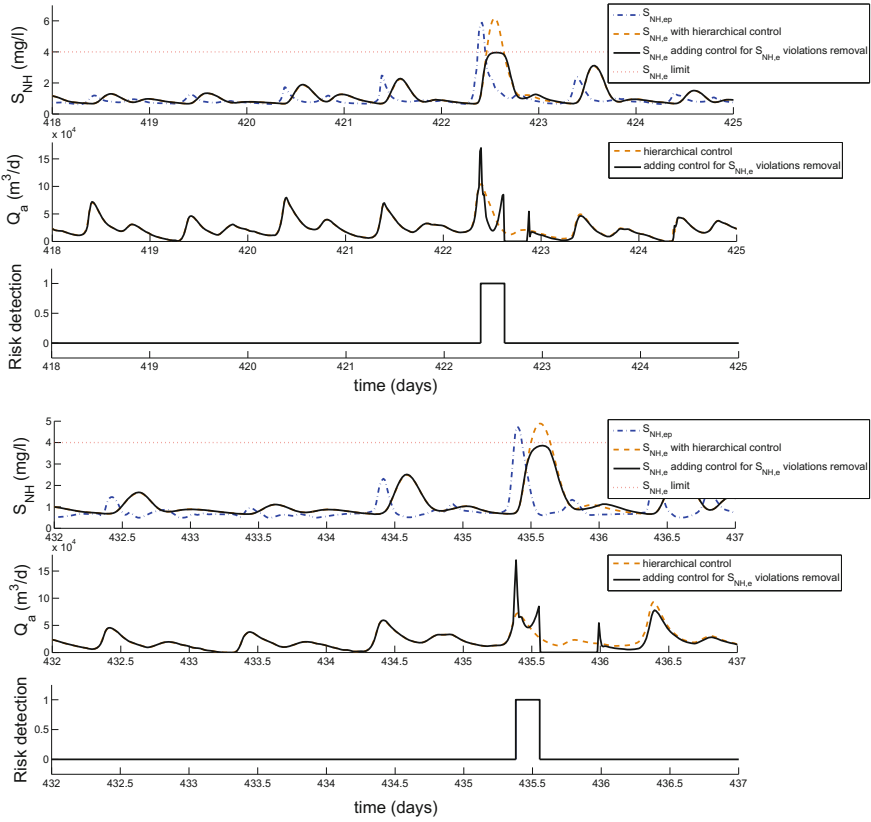 6
4
2
0
S_NH (mg/l)
S_NH,ep
S_NH,e with hierarchical control
S_NH,e adding control for S_NH,e violations removal
S_NH,e limit
418 419 420 421 422 423 424 425
x 10^4
15
10
5
0
Q_a (m^3/d)
hierarchical control
adding control for S_NH,e violations removal
418 419 420 421 422 423 424 425
1
0.5
0
Risk detection
418 419 420 421 422 423 424 425
time (days)
5
4
3
2
1
0
S_NH (mg/l)
S_NH,ep
S_NH,e with hierarchical control
S_NH,e adding control for S_NH,e violations removal
S_NH,e limit
432 432.5 433 433.5 434 434.5 435 435.5 436 436.5 437
x 10^4
15
10
5
0
Q_a (m^3/d)
hierarchical control
adding control for S_NH,e violations removal
432 432.5 433 433.5 434 434.5 435 435.5 436 436.5 437
1
0.5
0
Risk detection
432 432.5 433 433.5 434 434.5 435 435.5 436 436.5 437
time (days)